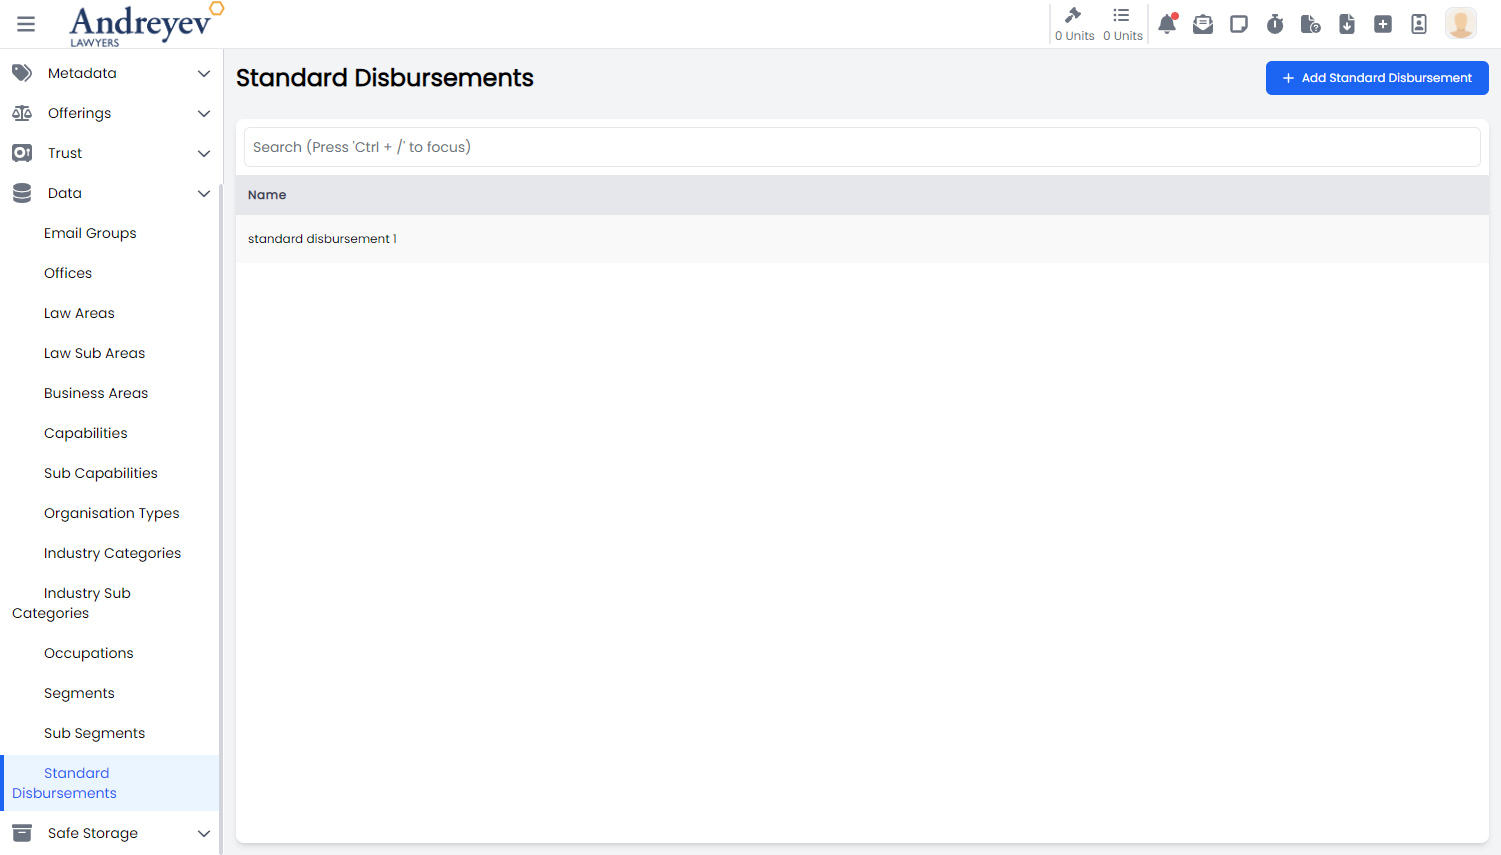 Andreyev
LAWYERS
0 Units
0 Units
Metadata
Offerings
Trust
Data
Email Groups
Offices
Law Areas
Law Sub Areas
Business Areas
Capabilities
Sub Capabilities
Organisation Types
Industry Categories
Industry Sub
Categories
Occupations
Segments
Sub Segments
Standard
Disbursements
Safe Storage
Standard Disbursements
+ Add Standard Disbursement
Search (Press 'Ctrl + /' to focus)
Name
standard disbursement 1